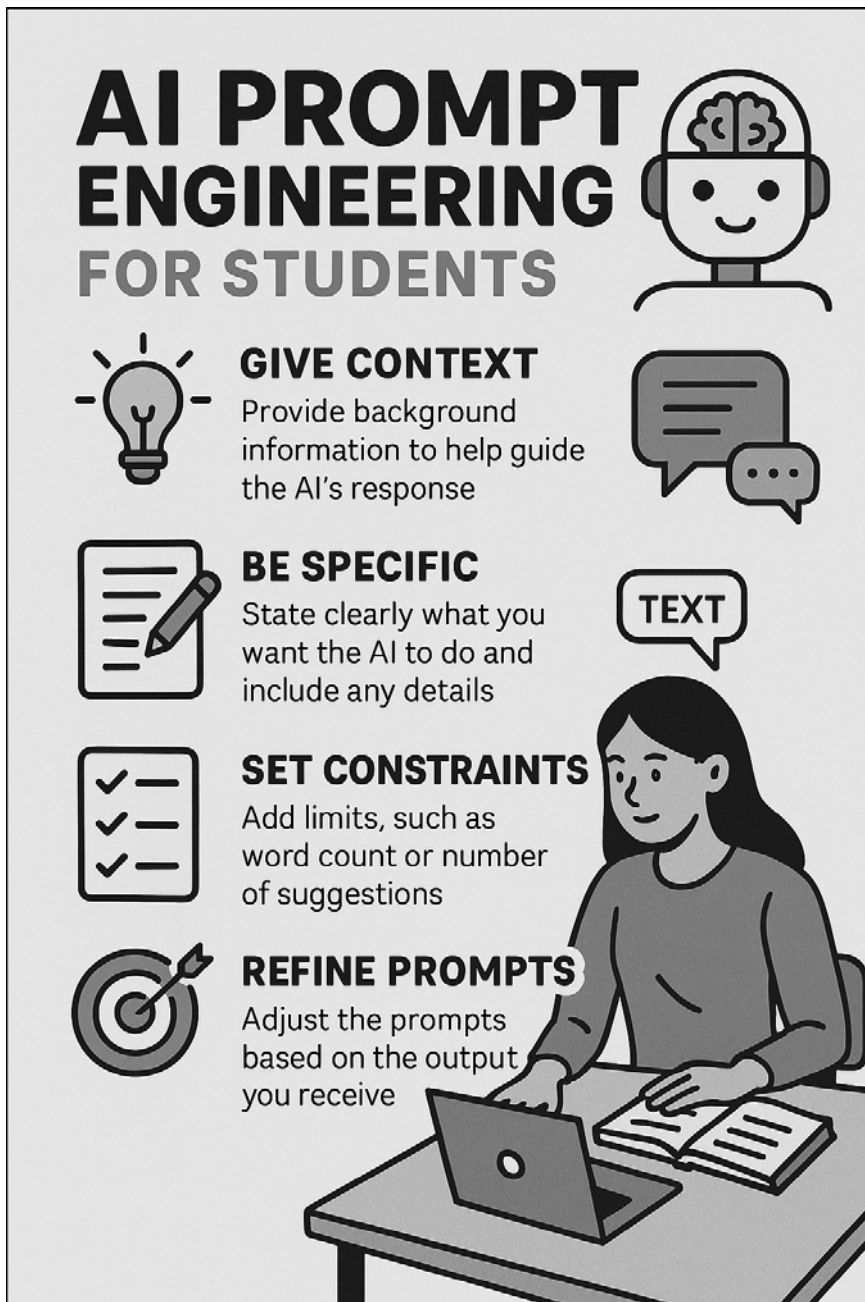 AI PROMPT
ENGINEERING
FOR STUDENTS
GIVE CONTEXT
Provide background
information to help guide
the AI's response
BE SPECIFIC
State clearly what you
want the AI to do and
include any details
TEXT
SET CONSTRAINTS
Add limits, such as
word count or number
of suggestions
REFINE PROMPTS
Adjust the prompts
based on the output
you receive